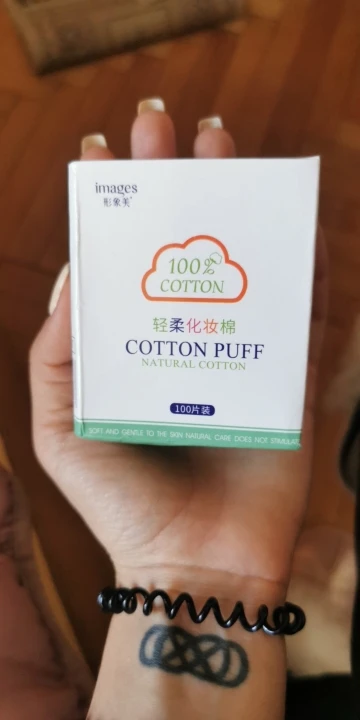 images
形象美
100%
COTTON
轻柔化妆棉
COTTON PUFF
NATURAL COTTON
100片装
SOFT AND GENTLE TO THE SKIN NATURAL CARE DOES NOT STIMULAT